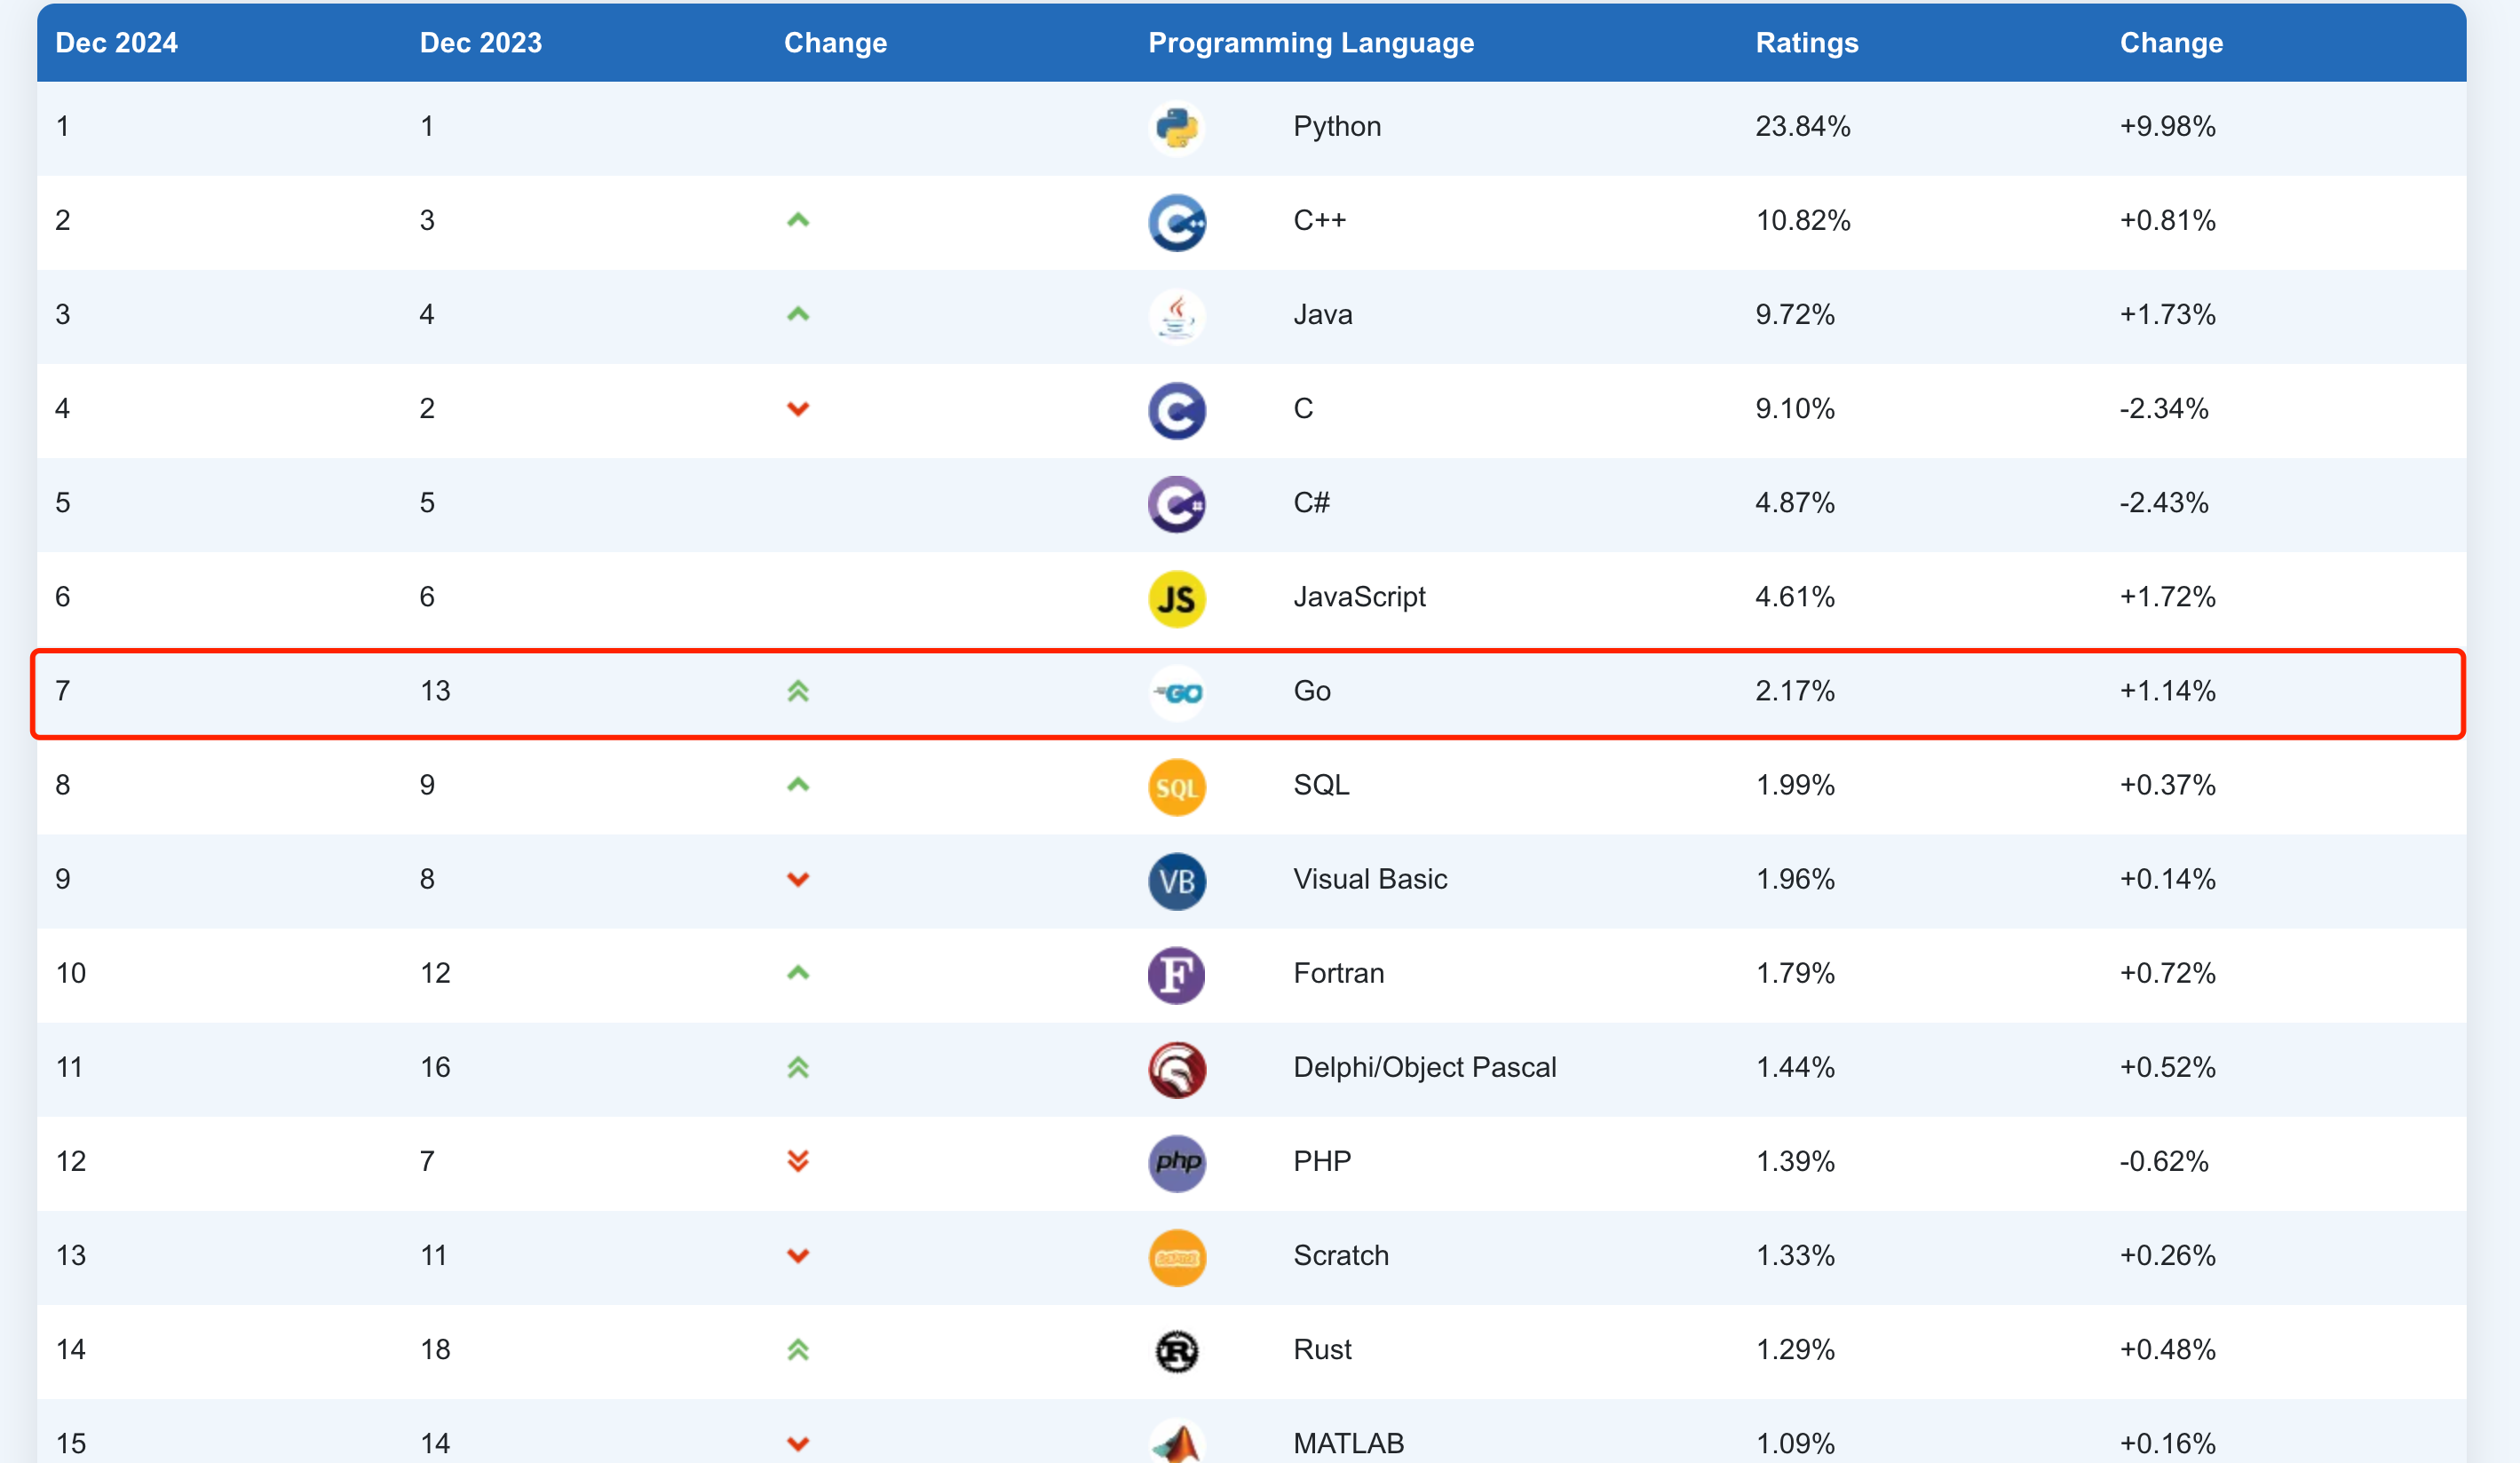 Dec 2024 Dec 2023 Change Programming Language Ratings Change
1 1 Python 23.84% +9.98%
2 3 C++ 10.82% +0.81%
3 4 Java 9.72% +1.73%
4 2 C 9.10% -2.34%
5 5 C# 4.87% -2.43%
6 6 JS JavaScript 4.61% +1.72%
7 13 GO Go 2.17% +1.14%
8 9 SQL SQL 1.99% +0.37%
9 8 VB Visual Basic 1.96% +0.14%
10 12 F Fortran 1.79% +0.72%
11 16 Delphi/Object Pascal 1.44% +0.52%
12 7 php PHP 1.39% -0.62%
13 11 Scratch 1.33% +0.26%
14 18 R Rust 1.29% +0.48%
15 14 MATLAB 1.09% +0.16%